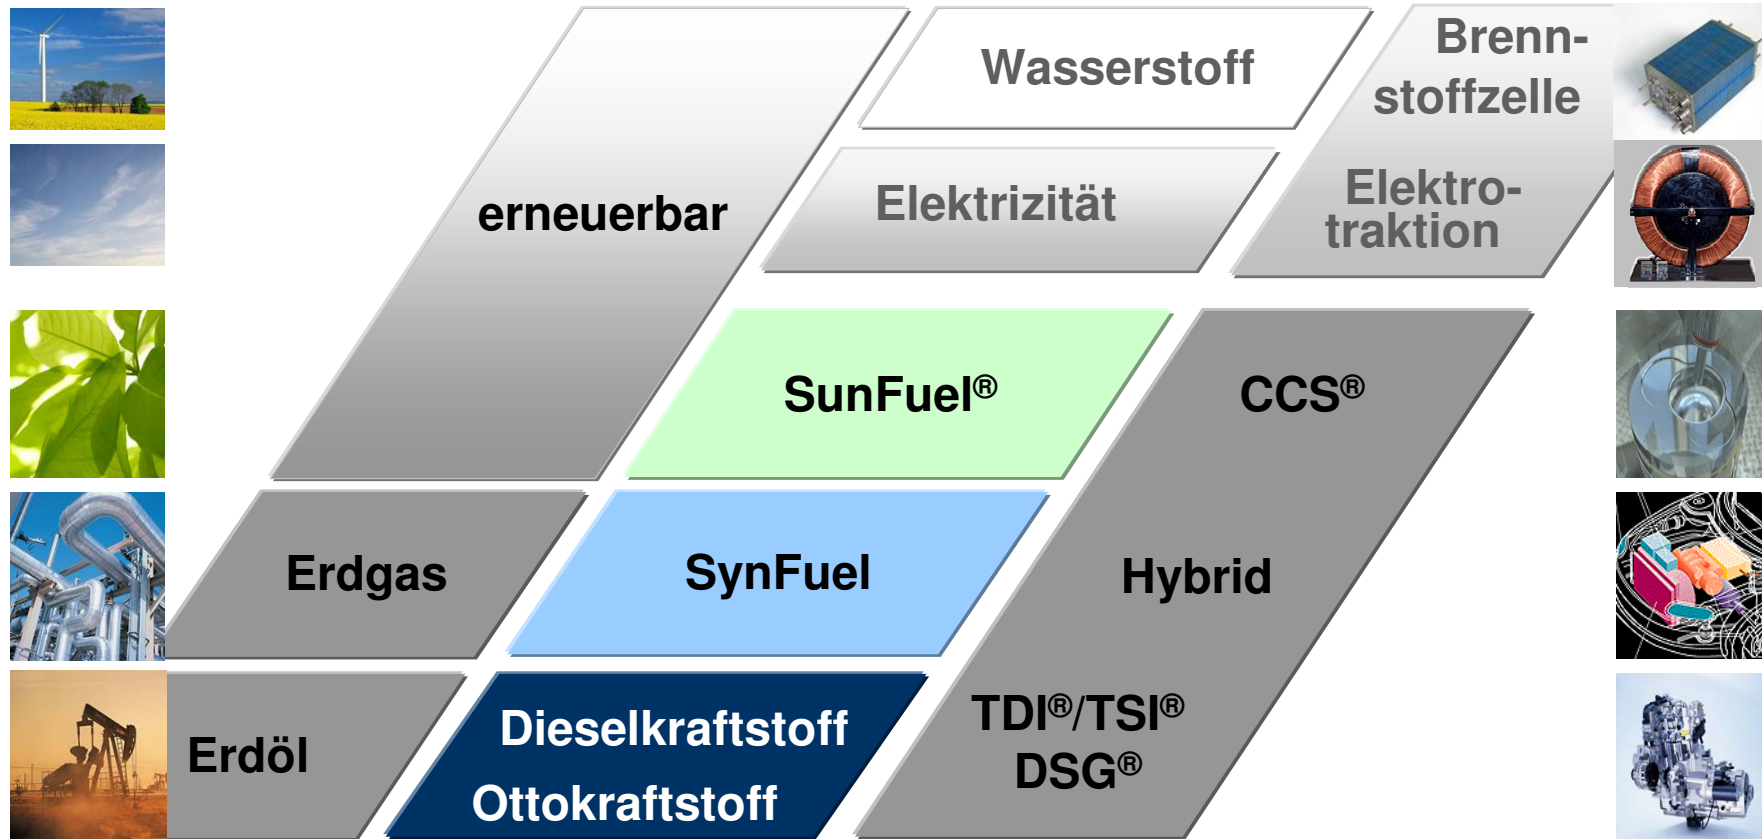 Wasserstoff
Brenn-
stoffzelle
erneuerbar
Elektrizität
Elektro-
traktion
SunFuel®
CCS®
Erdgas
SynFuel
Hybrid
Erdöl
Dieselkraftstoff
Ottokraftstoff
TDI®/TSI®
DSG®